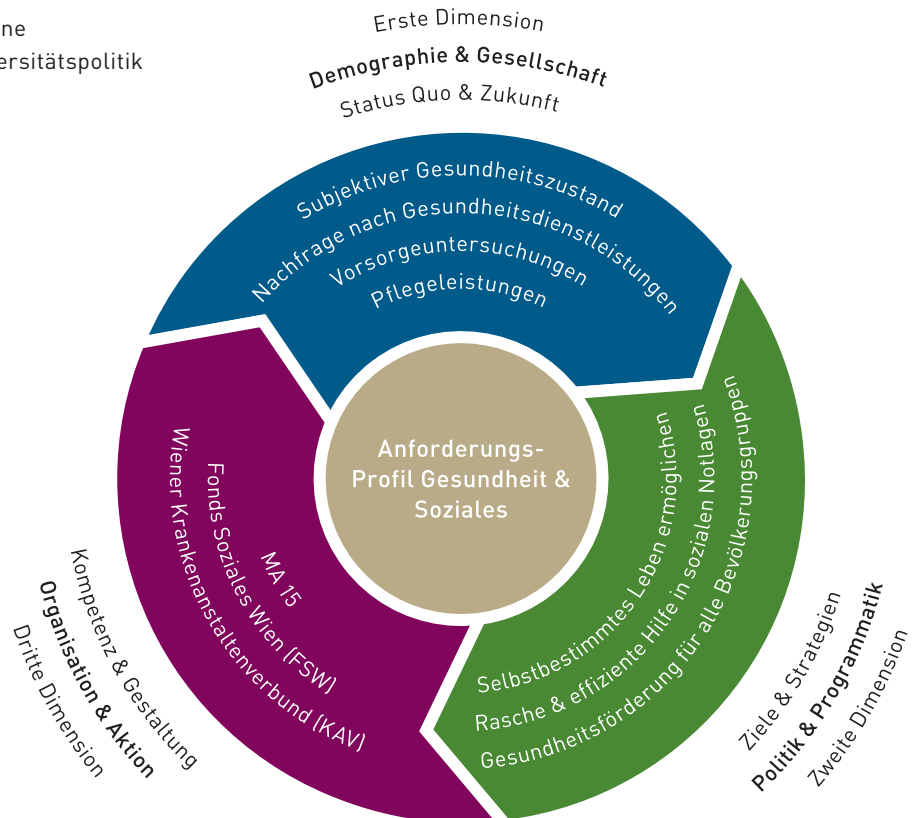 ne
ersitätspolitik
Erste Dimension
Demographie & Gesellschaft
Status Quo & Zukunft
Subjektiver Gesundheitszustand
Nachfrage nach Gesundheitsdienstleistungen
Vorsorgeuntersuchungen
Pflegeleistungen
Anforderungs-
Profil Gesundheit &
Soziales
Selbstbestimmtes Leben ermöglichen
Rasche & effiziente Hilfe in sozialen Notlagen
Gesundheitsförderung für alle Bevölkerungsgruppen
Ziele & Strategien
Politik & Programmatik
Zweite Dimension
MA 15
Fonds Soziales Wien (FSW)
Wiener Krankenanstaltenverbund (KAV)
Kompetenz & Gestaltung
Organisation & Aktion
Dritte Dimension